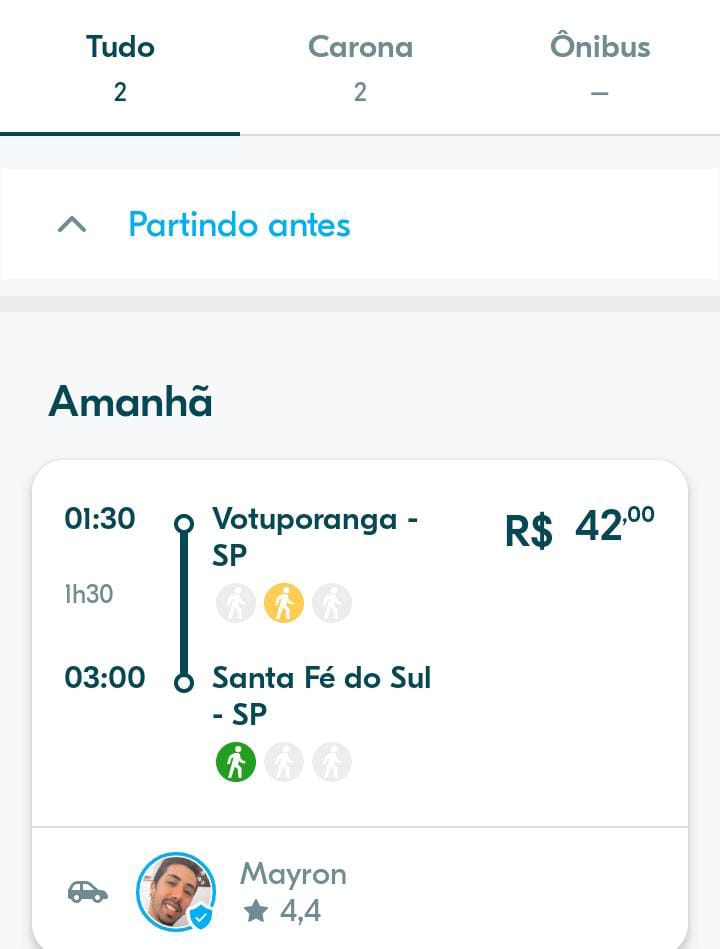 Tudo Carona Ônibus
2 2 –
Partindo antes
Amanhã
01:30 Votuporanga - R$ 42,00
SP
1h30
03:00 Santa Fé do Sul
- SP
Mayron
4,4